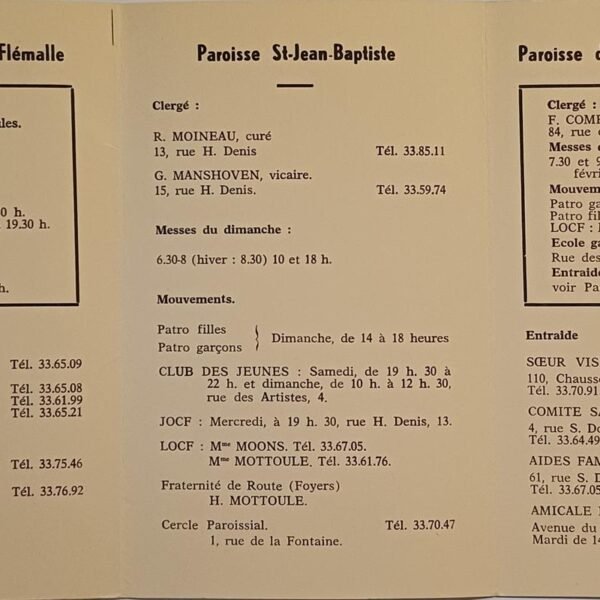 Flémalle
les.
0 h.
19.30 h.
h.
Tél. 33.65.09
Tél. 33.65.08
Tél. 33.61.99
Tél. 33.65.21
Tél. 33.75.46
Tél. 33.76.92
Paroisse St-Jean-Baptiste
Clergé :
R. MOINEAU, curé
13, rue H. Denis Tél. 33.85.11
G. MANSHOVEN, vicaire.
15, rue H. Denis. Tél. 33.59.74
Messes du dimanche :
6.30-8 (hiver : 8.30) 10 et 18 h.
Mouvements.
Patro filles
Patro garçons } Dimanche, de 14 à 18 heures
CLUB DES JEUNES : Samedi, de 19 h. 30 à
22 h. et dimanche, de 10 h. à 12 h. 30,
rue des Artistes, 4.
JOCF : Mercredi, à 19 h. 30, rue H. Denis, 13.
LOCF : Mme MOONS. Tél. 33.67.05.
Mme MOTTOULE. Tél. 33.61.76.
Fraternité de Route (Foyers)
H. MOTTOULE.
Cercle Paroissial. Tél. 33.70.47
1, rue de la Fontaine.
Paroisse
Clergé :
F. COME
84, rue
Messes
7.30 et 9
févri
Mouvem
Patro ga
Patro fil
LOCF :
Ecole ga
Rue des
Entraide
voir Pa
Entraide
SŒUR VIS
110, Chauss
Tél. 33.70.91
COMITE SA
4, rue S. Do
Tél. 33.64.49
AIDES FAM
61, rue S. D
Tél. 33.67.05
AMICALE
Avenue du
Mardi de 14